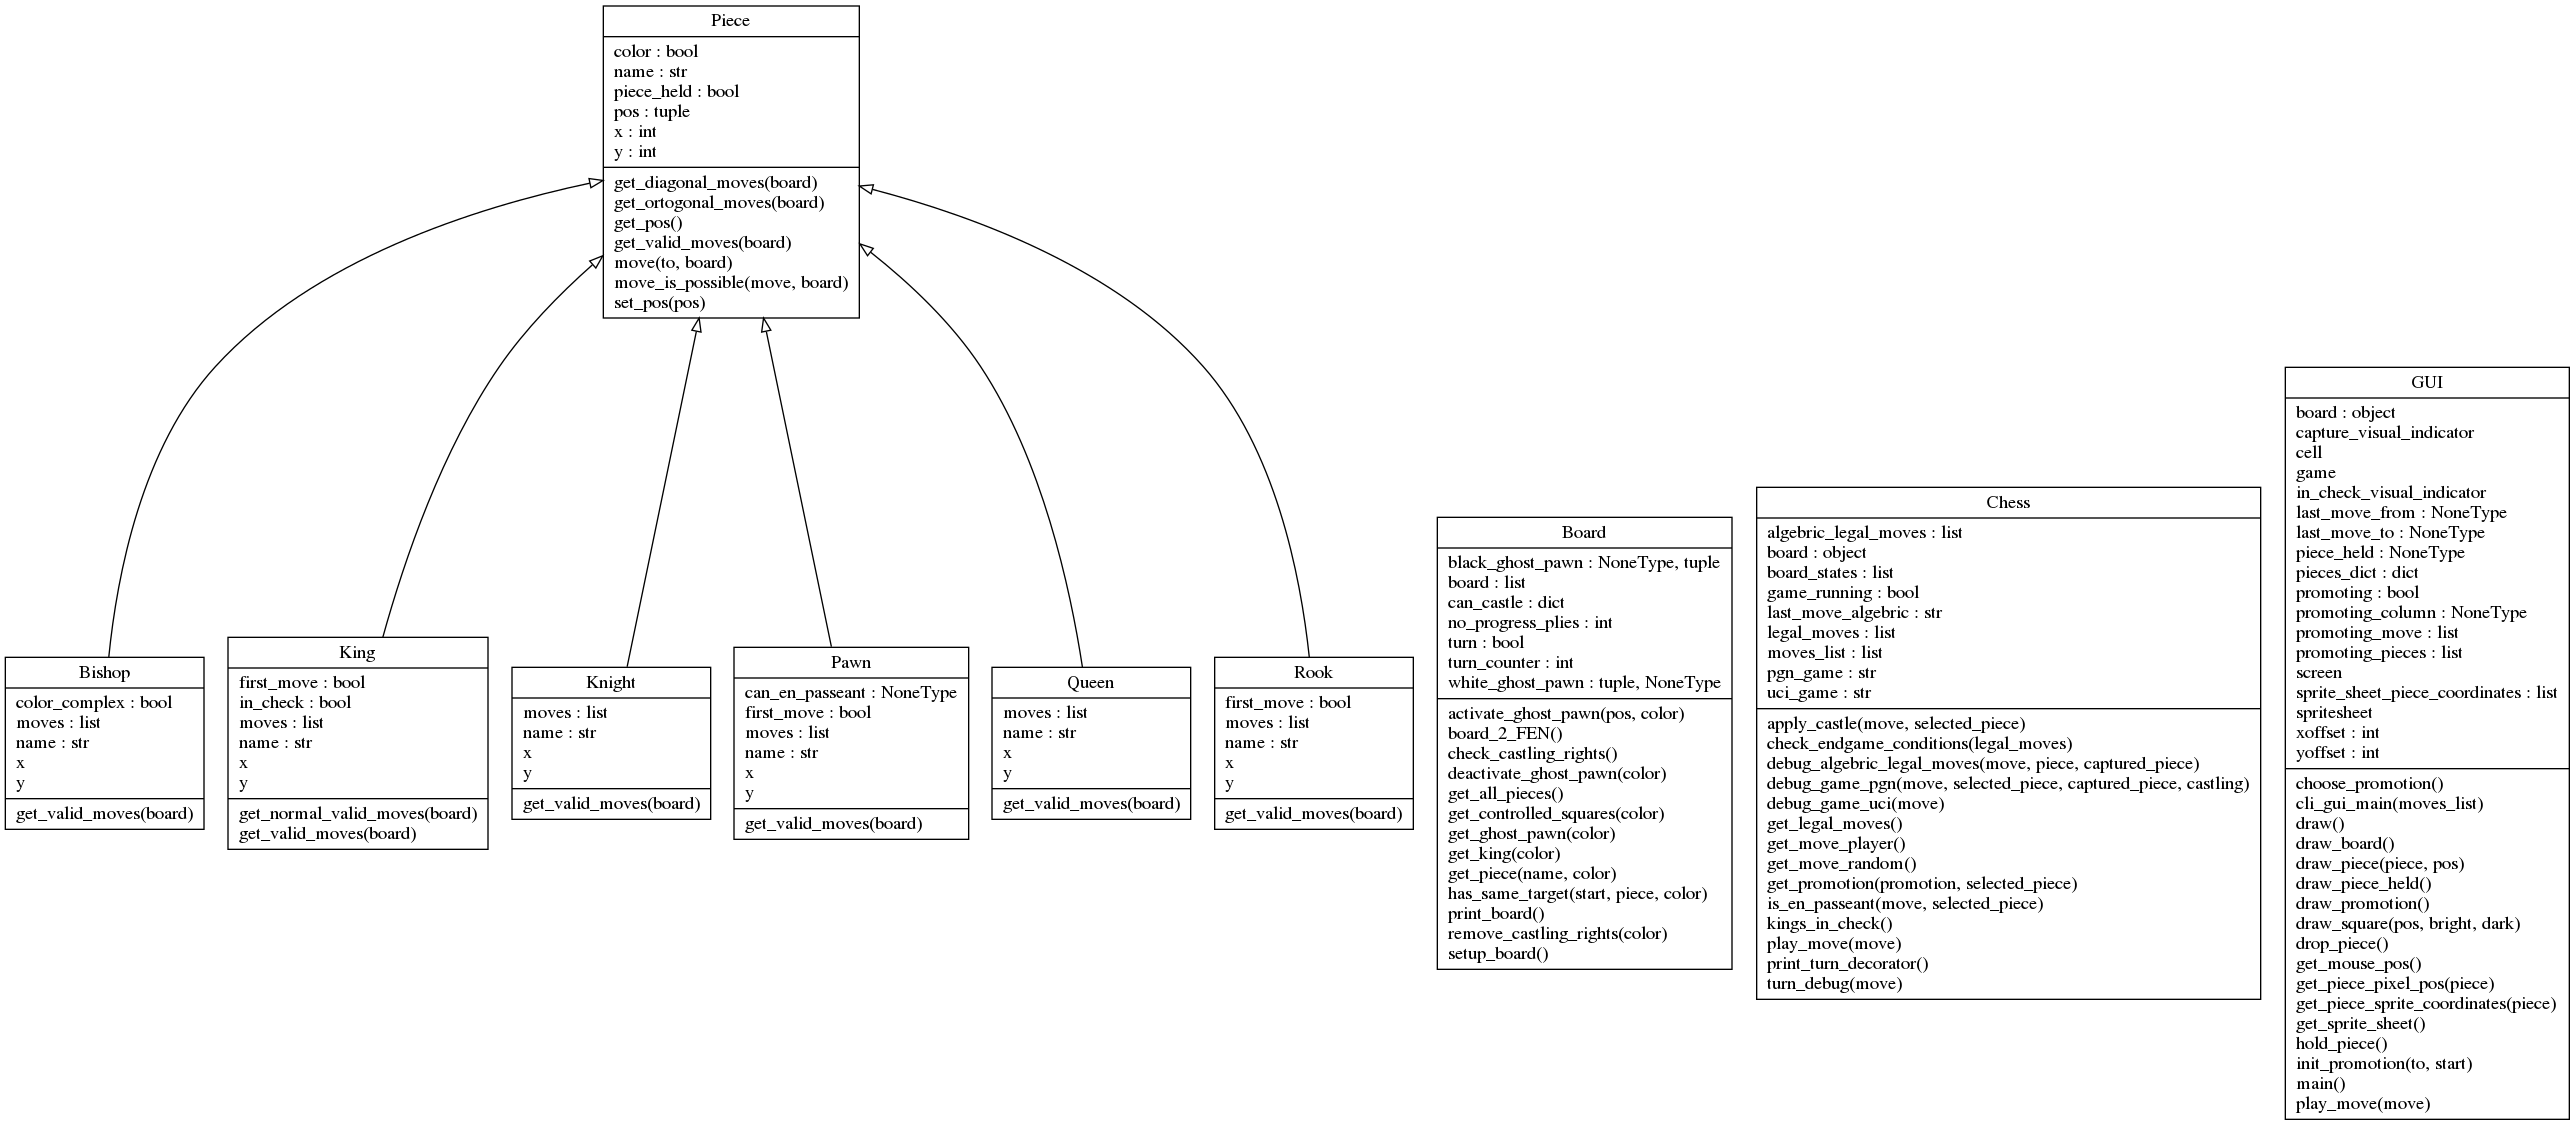 Piece
color : bool
name : str
piece_held : bool
pos : tuple
x : int
y : int
get_diagonal_moves(board)
get_ortogonal_moves(board)
get_pos()
get_valid_moves(board)
move(to, board)
move_is_possible(move, board)
set_pos(pos)
Bishop
color_complex : bool
moves : list
name : str
x
y
get_valid_moves(board)
King
first_move : bool
in_check : bool
moves : list
name : str
x
y
get_normal_valid_moves(board)
get_valid_moves(board)
Knight
moves : list
name : str
x
y
get_valid_moves(board)
Pawn
can_en_passeant : NoneType
first_move : bool
moves : list
name : str
x
y
get_valid_moves(board)
Queen
moves : list
name : str
x
y
get_valid_moves(board)
Rook
first_move : bool
moves : list
name : str
x
y
get_valid_moves(board)
Board
black_ghost_pawn : NoneType, tuple
board : list
can_castle : dict
no_progress_plies : int
turn : bool
turn_counter : int
white_ghost_pawn : tuple, NoneType
activate_ghost_pawn(pos, color)
board_2_FEN()
check_castling_rights()
deactivate_ghost_pawn(color)
get_all_pieces()
get_controlled_squares(color)
get_ghost_pawn(color)
get_king(color)
get_piece(name, color)
has_same_target(start, piece, color)
print_board()
remove_castling_rights(color)
setup_board()
Chess
algebric_legal_moves : list
board : object
board_states : list
game_running : bool
last_move_algebric : str
legal_moves : list
moves_list : list
pgn_game : str
uci_game : str
apply_castle(move, selected_piece)
check_endgame_conditions(legal_moves)
debug_algebric_legal_moves(move, piece, captured_piece)
debug_game_pgn(move, selected_piece, captured_piece, castling)
debug_game_uci(move)
get_legal_moves()
get_move_player()
get_move_random()
get_promotion(promotion, selected_piece)
is_en_passeant(move, selected_piece)
kings_in_check()
play_move(move)
print_turn_decorator()
turn_debug(move)
GUI
board : object
capture_visual_indicator
cell
game
in_check_visual_indicator
last_move_from : NoneType
last_move_to : NoneType
piece_held : NoneType
pieces_dict : dict
promoting : bool
promoting_column : NoneType
promoting_move : list
promoting_pieces : list
screen
sprite_sheet_piece_coordinates : list
spritesheet
xoffset : int
yoffset : int
choose_promotion()
cli_gui_main(moves_list)
draw()
draw_board()
draw_piece(piece, pos)
draw_piece_held()
draw_promotion()
draw_square(pos, bright, dark)
drop_piece()
get_mouse_pos()
get_piece_pixel_pos(piece)
get_piece_sprite_coordinates(piece)
get_sprite_sheet()
hold_piece()
init_promotion(to, start)
main()
play_move(move)